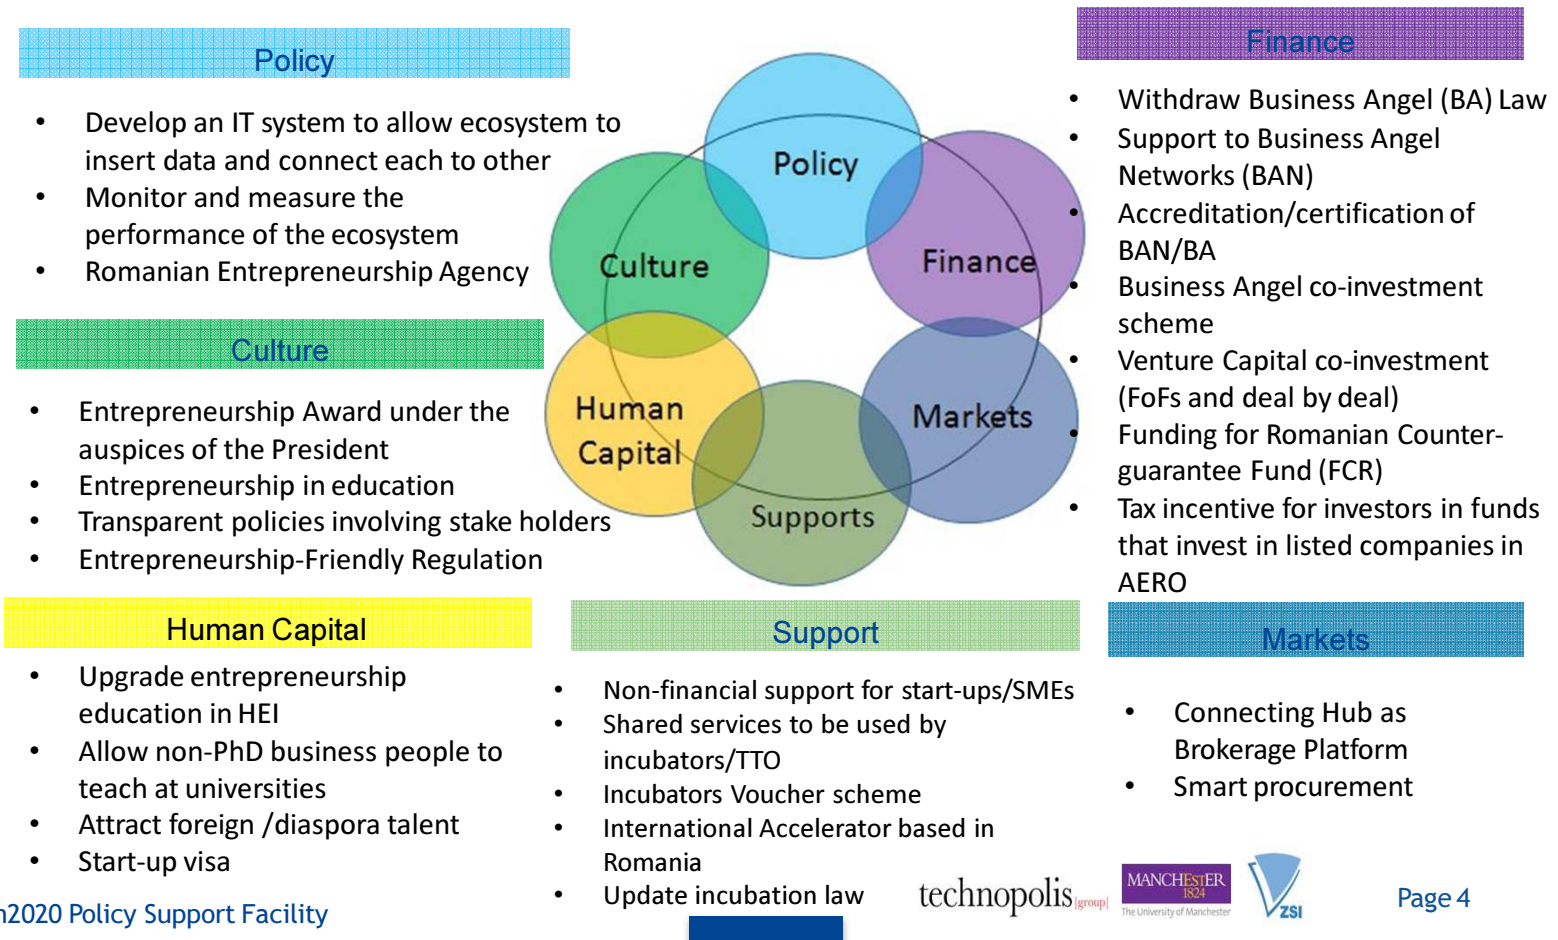 Policy
• Develop an IT system to allow ecosystem to
insert data and connect each to other
• Monitor and measure the
performance of the ecosystem
• Romanian Entrepreneurship Agency
Culture
• Entrepreneurship Award under the
auspices of the President
• Entrepreneurship in education
• Transparent policies involving stake holders
• Entrepreneurship-Friendly Regulation
Human Capital
• Upgrade entrepreneurship
education in HEI
• Allow non-PhD business people to
teach at universities
• Attract foreign /diaspora talent
• Start-up visa
Policy
Finance
Culture
Human
Capital
Markets
Supports
Support
• Non-financial support for start-ups/SMEs
• Shared services to be used by
incubators/TTO
• Incubators Voucher scheme
• International Accelerator based in
Romania
• Update incubation law
Finance
• Withdraw Business Angel (BA) Law
• Support to Business Angel
Networks (BAN)
• Accreditation/certification of
BAN/BA
• Business Angel co-investment
scheme
• Venture Capital co-investment
(FoFs and deal by deal)
• Funding for Romanian Counter-
guarantee Fund (FCR)
• Tax incentive for investors in funds
that invest in listed companies in
AERO
Markets
• Connecting Hub as
Brokerage Platform
• Smart procurement
n2020 Policy Support Facility
technopolis |group|
MANCHESTER
1824
The University of Manchester
ZSI
Page 4